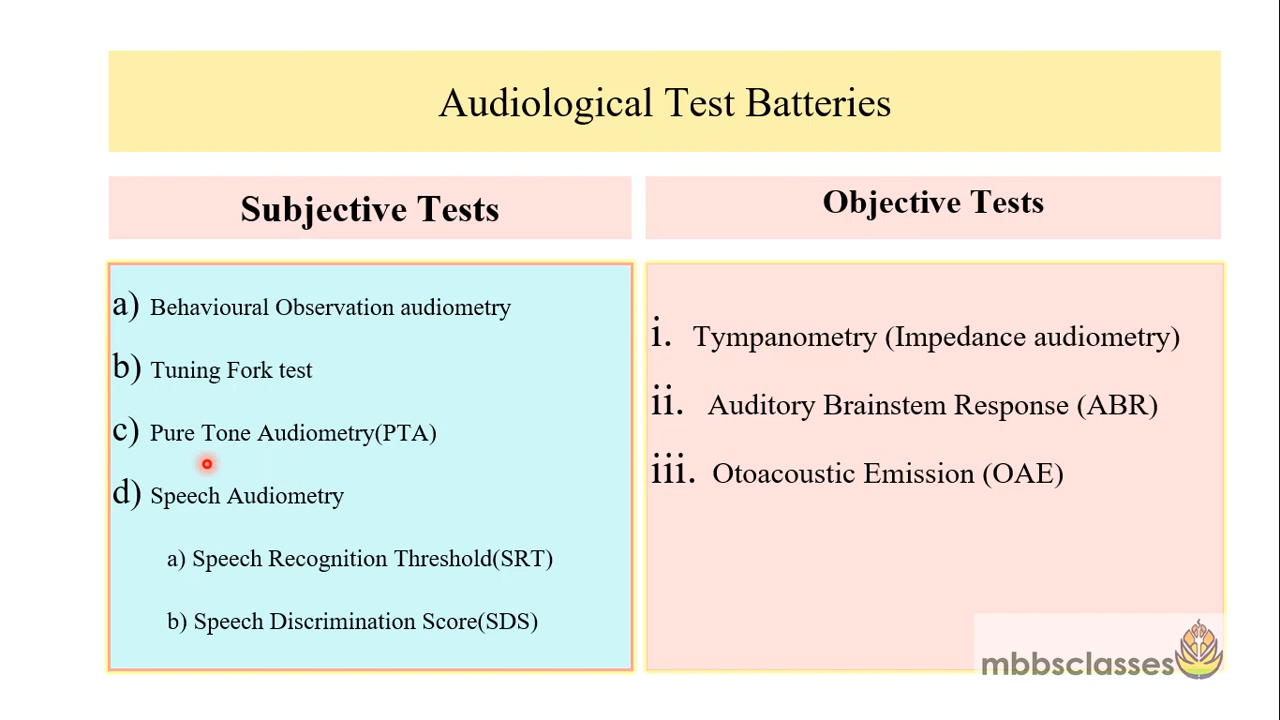 Audiological Test Batteries
Subjective Tests
a) Behavioural Observation audiometry
b) Tuning Fork test
c) Pure Tone Audiometry(PTA)
d) Speech Audiometry
a) Speech Recognition Threshold(SRT)
b) Speech Discrimination Score(SDS)
Objective Tests
i. Tympanometry (Impedance audiometry)
ii. Auditory Brainstem Response (ABR)
iii. Otoacoustic Emission (OAE)
mbbsclasses